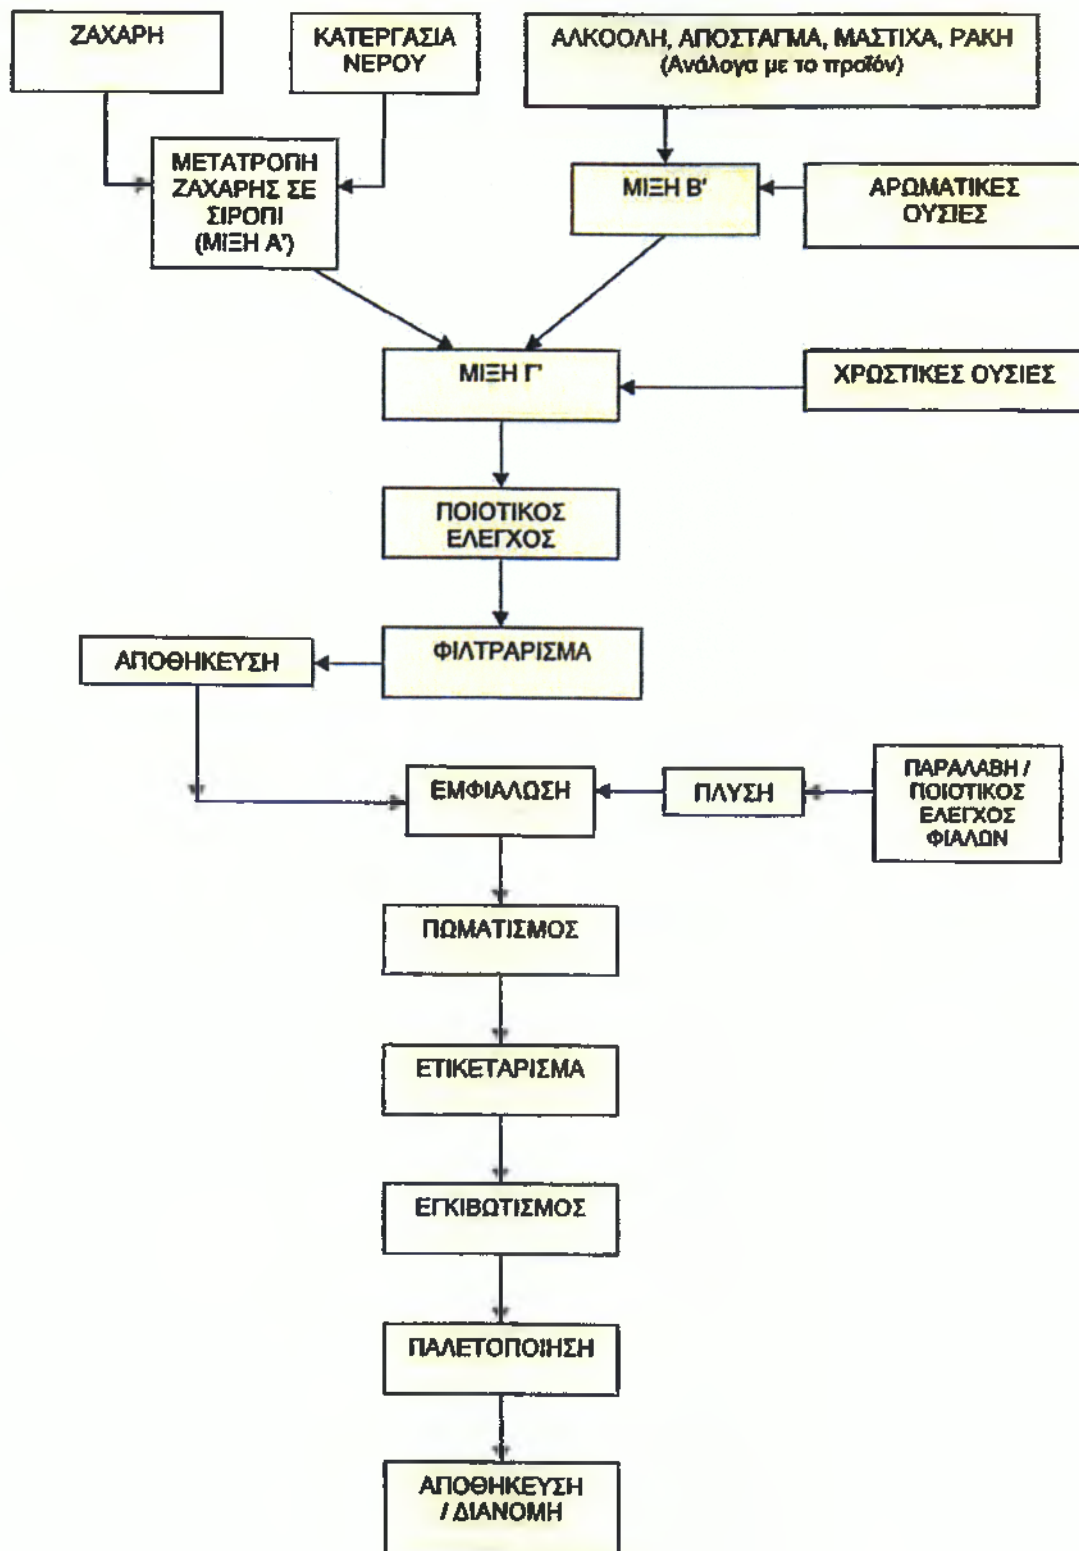 ΖΑΧΑΡΗ
ΚΑΤΕΡΓΑΣΙΑ
ΝΕΡΟΥ
ΑΛΚΟΟΛΗ, ΑΠΟΣΤΑΓΜΑ, ΜΑΣΤΙΧΑ, ΡΑΚΗ
(Ανάλογα με το προϊόν)
ΜΕΤΑΤΡΟΠΗ
ΖΑΧΑΡΗΣ ΣΕ
ΣΙΡΟΠΙ
(ΜΙΞΗ Α')
ΜΙΞΗ Β'
ΑΡΩΜΑΤΙΚΕΣ
ΟΥΣΙΕΣ
ΜΙΞΗ Γ'
ΧΡΩΣΤΙΚΕΣ ΟΥΣΙΕΣ
ΠΟΙΟΤΙΚΟΣ
ΕΛΕΓΧΟΣ
ΦΙΛΤΡΑΡΙΣΜΑ
ΑΠΟΘΗΚΕΥΣΗ
ΕΜΦΙΑΛΩΣΗ
ΠΛΥΣΗ
ΠΑΡΑΛΑΒΗ /
ΠΟΙΟΤΙΚΟΣ
ΕΛΕΓΧΟΣ
ΦΙΑΛΩΝ
ΠΩΜΑΤΙΣΜΟΣ
ΕΤΙΚΕΤΑΡΙΣΜΑ
ΕΓΚΙΒΩΤΙΣΜΟΣ
ΠΑΛΕΤΟΠΟΙΗΣΗ
ΑΠΟΘΗΚΕΥΣΗ
/ ΔΙΑΝΟΜΗ